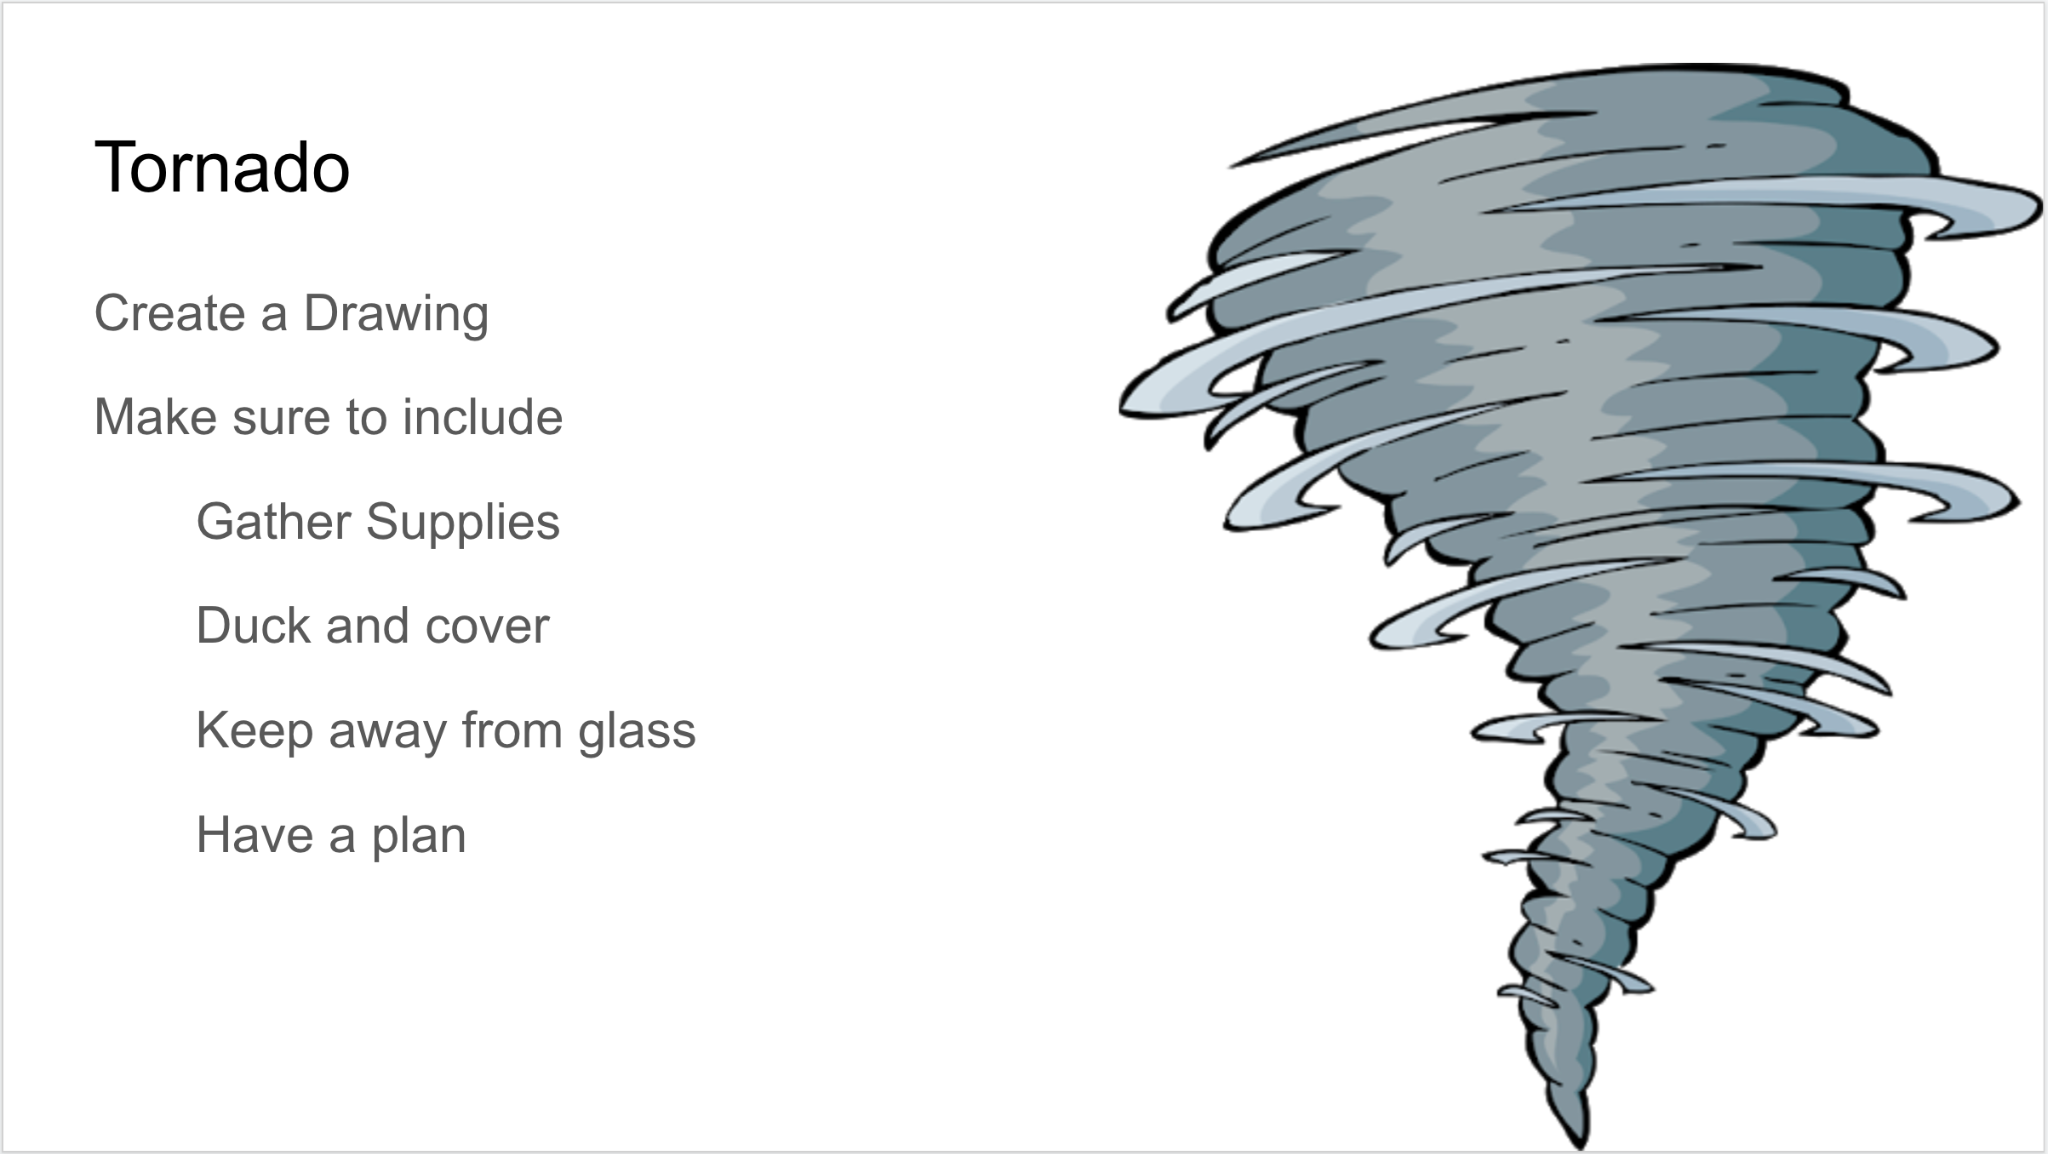 Tornado
Create a Drawing
Make sure to include
Gather Supplies
Duck and cover
Keep away from glass
Have a plan